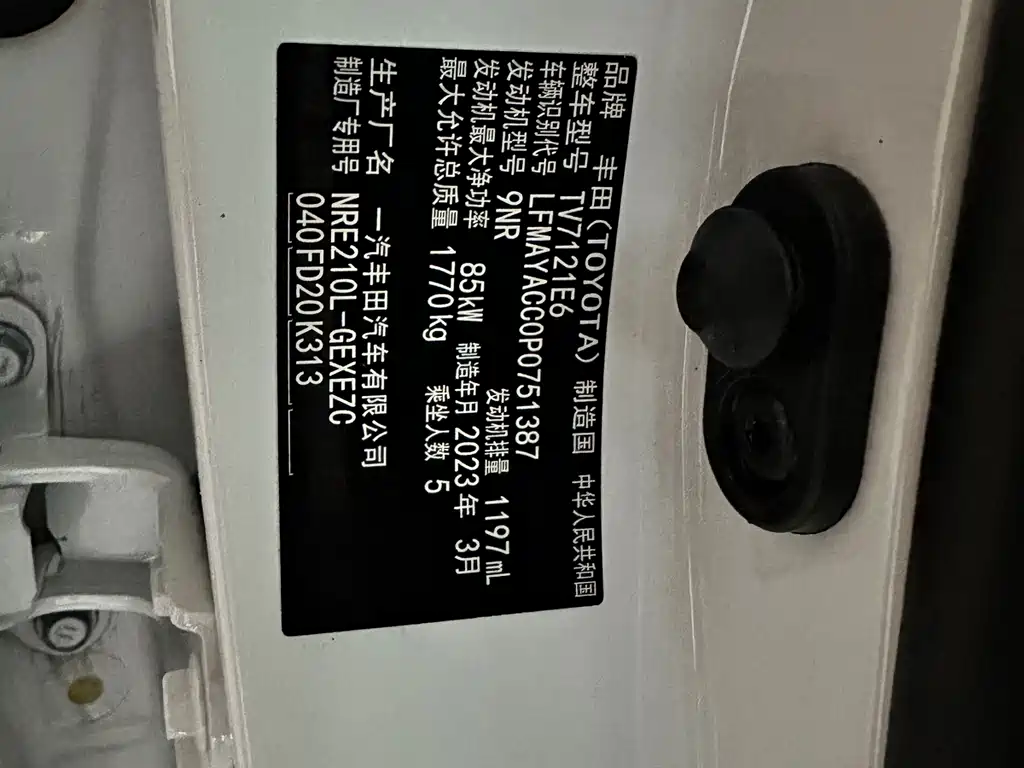 品牌 丰田(TOYOTA) 制造国 中华人民共和国
整车型号 TV7121E6
车辆识别代号 LFMAYACC0P0751387
发动机型号 9NR 发动机排量 1197 mL
发动机最大净功率 85kW 制造年月 2023年 3月
最大允许总质量 1770kg 乘坐人数 5
生产厂名 一汽丰田汽车有限公司
制造厂专用号 NRE210L-GEXEZC
040FD20K313